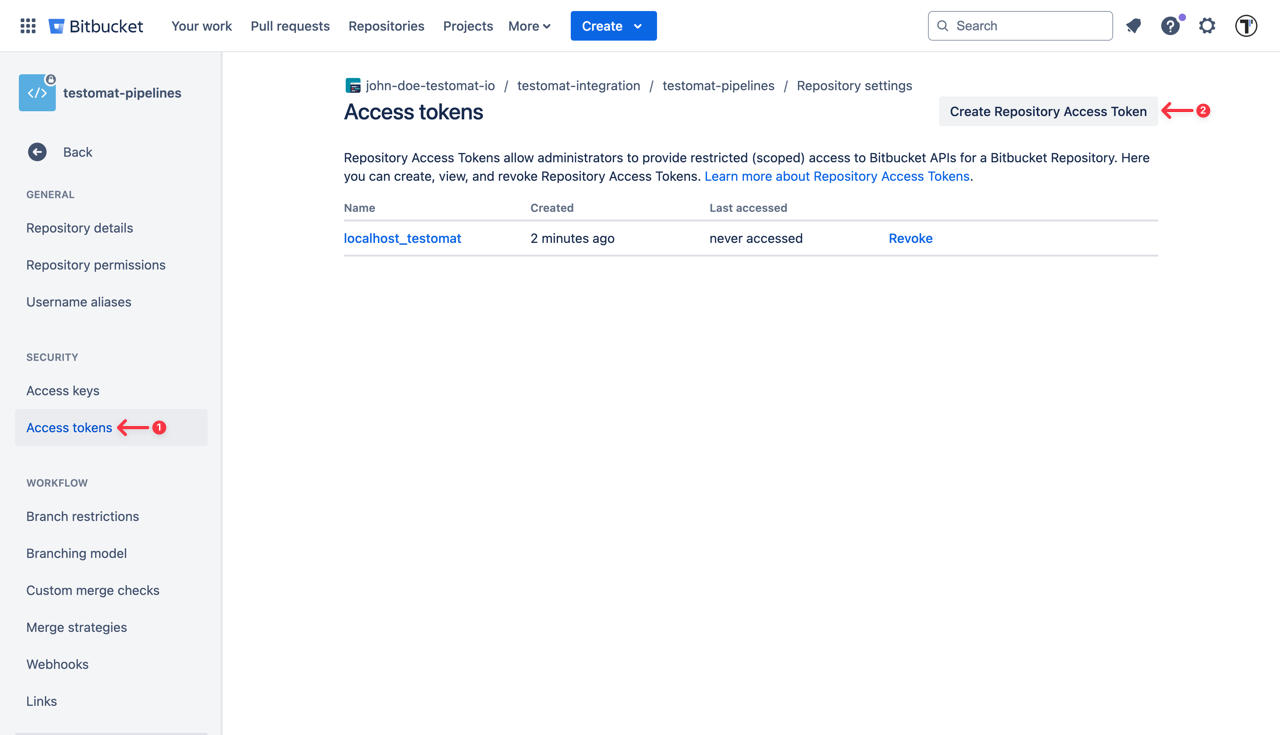 Bitbucket Your work Pull requests Repositories Projects More Create Search
testomat-pipelines
Back
GENERAL
Repository details
Repository permissions
Username aliases
SECURITY
Access keys
Access tokens 1
WORKFLOW
Branch restrictions
Branching model
Custom merge checks
Merge strategies
Webhooks
Links
john-doe-testomat-io / testomat-integration / testomat-pipelines / Repository settings
Access tokens
Create Repository Access Token 2
Repository Access Tokens allow administrators to provide restricted (scoped) access to Bitbucket APIs for a Bitbucket Repository. Here
you can create, view, and revoke Repository Access Tokens. Learn more about Repository Access Tokens.
Name Created Last accessed
localhost_testomat 2 minutes ago never accessed Revoke